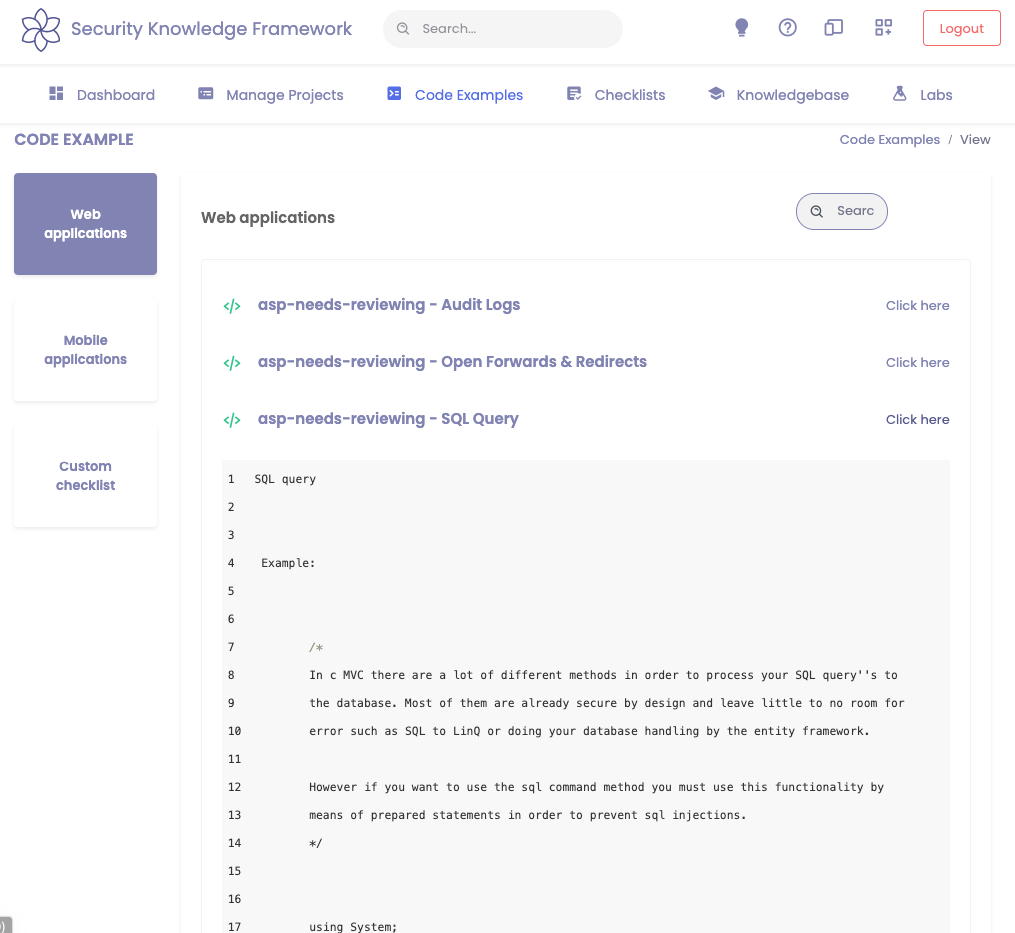 Security Knowledge Framework
Search...
Logout
Dashboard
Manage Projects
Code Examples
Checklists
Knowledgebase
Labs
CODE EXAMPLE
Code Examples / View
Web
applications
Mobile
applications
Custom
checklist
Web applications
Searc
</> asp-needs-reviewing - Audit Logs Click here
</> asp-needs-reviewing - Open Forwards & Redirects Click here
</> asp-needs-reviewing - SQL Query Click here
1 SQL query
2
3
4 Example:
5
6
7 /*
8 In c MVC there are a lot of different methods in order to process your SQL query''s to
9 the database. Most of them are already secure by design and leave little to no room for
10 error such as SQL to LinQ or doing your database handling by the entity framework.
11
12 However if you want to use the sql command method you must use this functionality by
13 means of prepared statements in order to prevent sql injections.
14 */
15
16
17 using System;